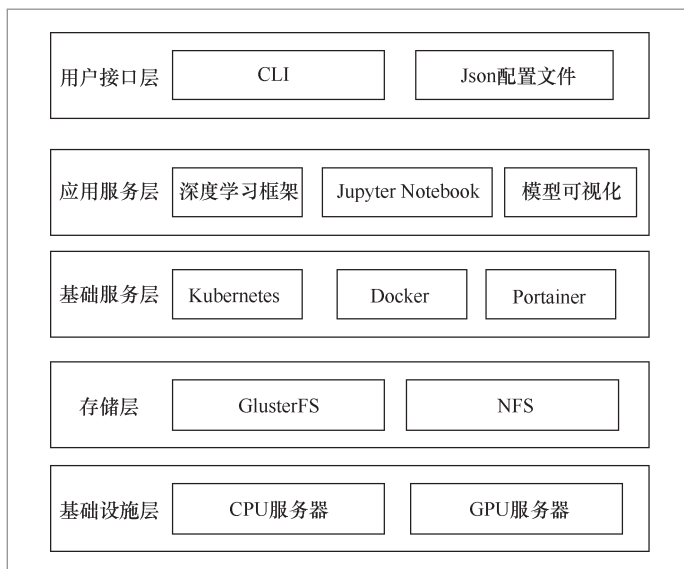 用户接口层 CLI Json配置文件
应用服务层 深度学习框架 Jupyter Notebook 模型可视化
基础服务层 Kubernetes Docker Portainer
存储层 GlusterFS NFS
基础设施层 CPU服务器 GPU服务器